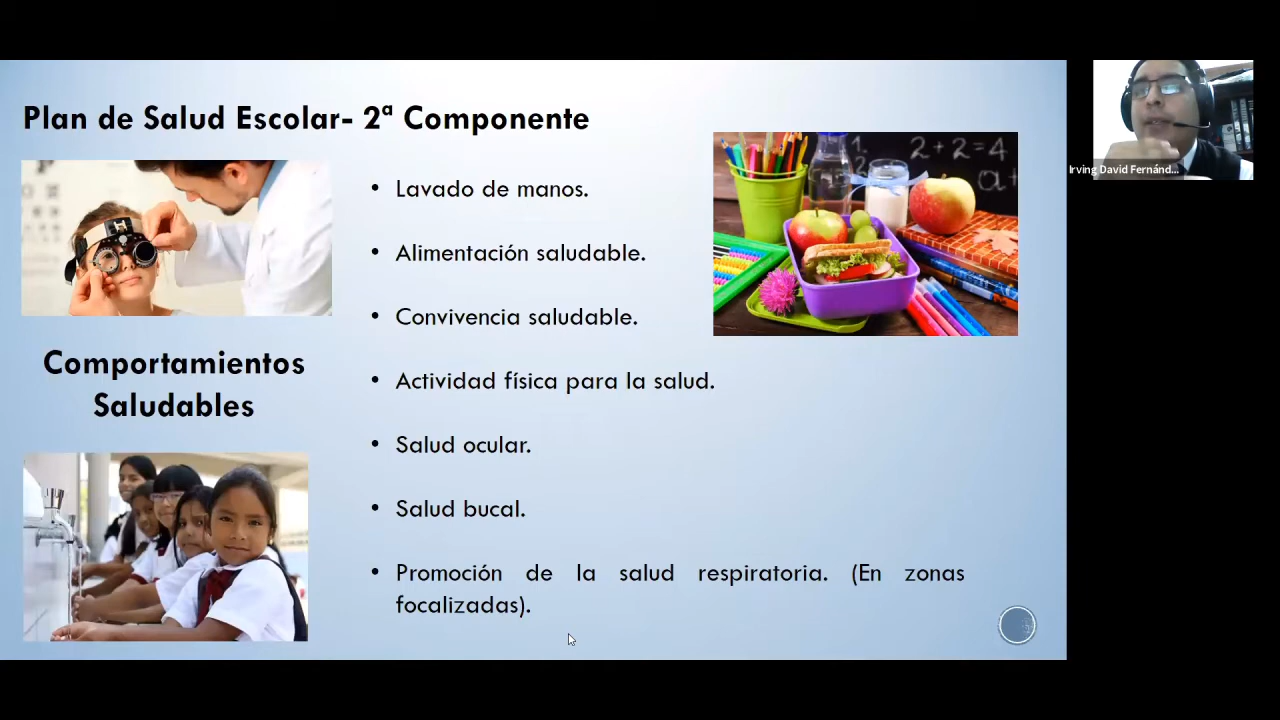 Plan de Salud Escolar- 2ª Componente
• Lavado de manos.
• Alimentación saludable.
• Convivencia saludable.
Comportamientos
Saludables
• Actividad física para la salud.
• Salud ocular.
• Salud bucal.
• Promoción de la salud respiratoria. (En zonas
focalizadas).
2+2=4
Irving David Fernánd...